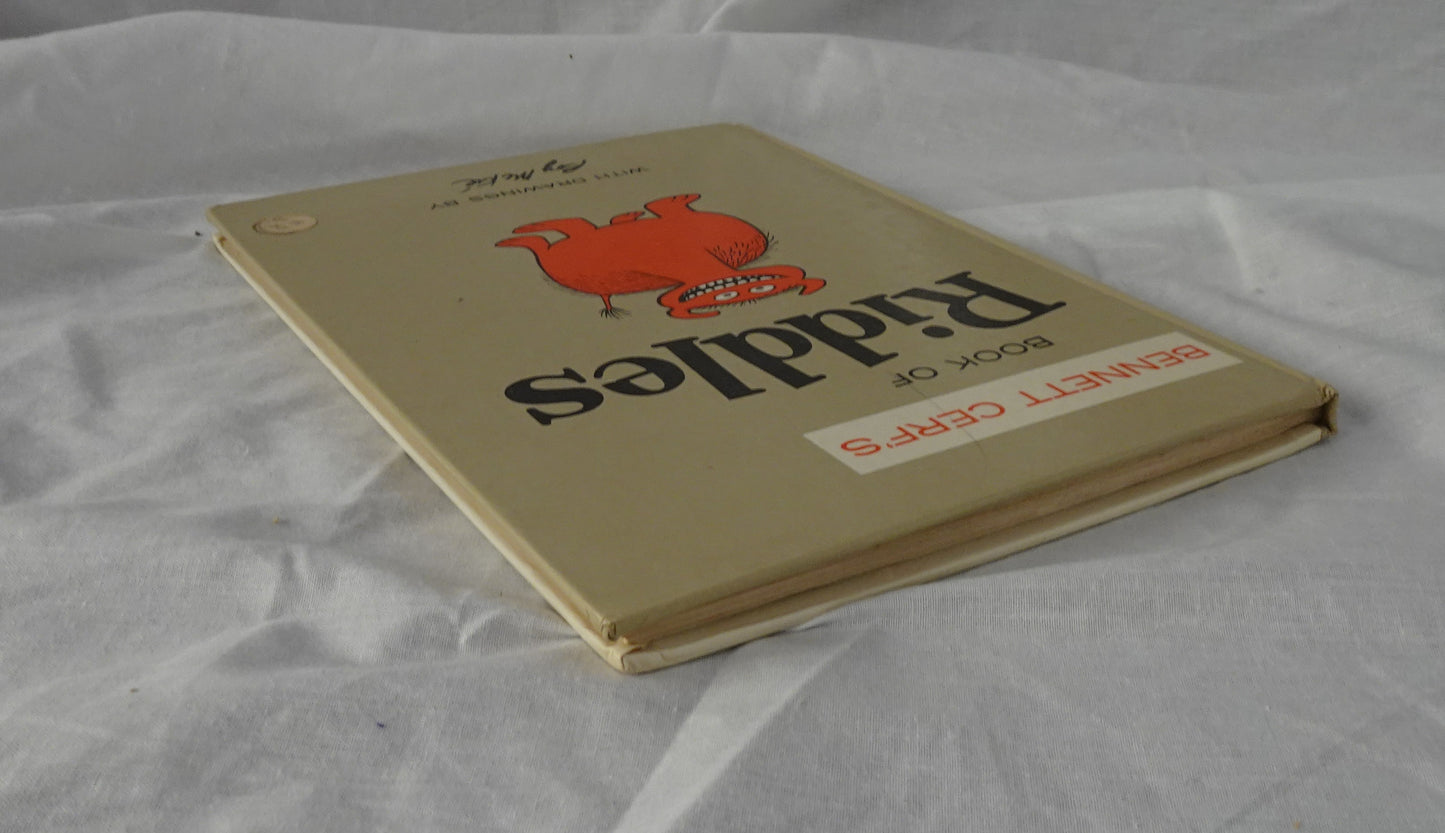 BENNETT CERF'S
BOOK OF
Riddles
WITH DRAWINGS BY
Roy McKie